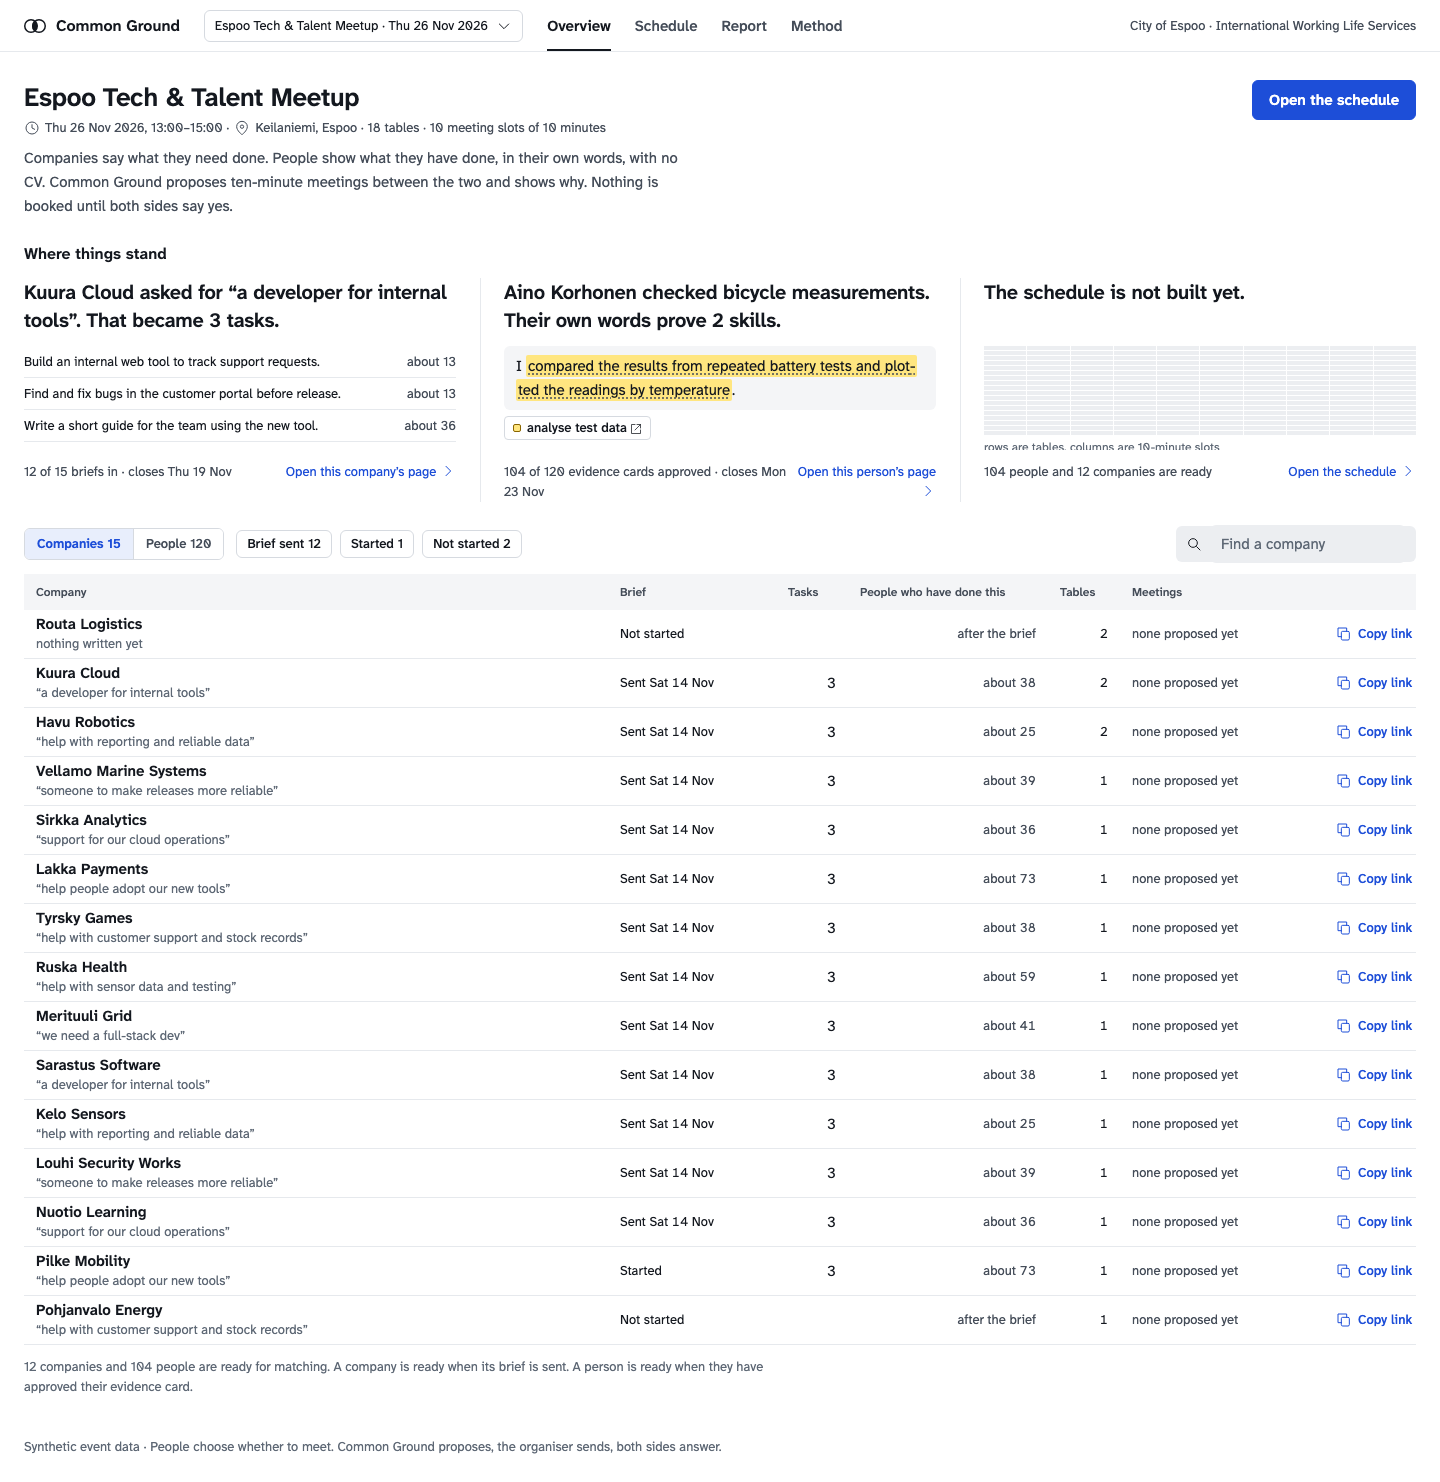 Common Ground
Espoo Tech & Talent Meetup · Thu 26 Nov 2026
Overview
Schedule
Report
Method
City of Espoo · International Working Life Services
Espoo Tech & Talent Meetup
Open the schedule
Thu 26 Nov 2026, 13:00–15:00 · Keilaniemi, Espoo · 18 tables · 10 meeting slots of 10 minutes
Companies say what they need done. People show what they have done, in their own words, with no
CV. Common Ground proposes ten-minute meetings between the two and shows why. Nothing is
booked until both sides say yes.
Where things stand
Kuura Cloud asked for “a developer for internal
tools”. That became 3 tasks.
Build an internal web tool to track support requests. about 13
Find and fix bugs in the customer portal before release. about 13
Write a short guide for the team using the new tool. about 36
12 of 15 briefs in · closes Thu 19 Nov
Open this company's page
Aino Korhonen checked bicycle measurements.
Their own words prove 2 skills.
I compared the results from repeated battery tests and plot-
ted the readings by temperature.
analyse test data
104 of 120 evidence cards approved · closes Mon
23 Nov
Open this person's page
The schedule is not built yet.
rows are tables, columns are 10-minute slots
104 people and 12 companies are ready
Open the schedule
Companies 15
People 120
Brief sent 12
Started 1
Not started 2
Find a company
Company Brief Tasks People who have done this Tables Meetings
Routa Logistics
nothing written yet
Not started after the brief 2 none proposed yet Copy link
Kuura Cloud
“a developer for internal tools”
Sent Sat 14 Nov 3 about 38 2 none proposed yet Copy link
Havu Robotics
“help with reporting and reliable data”
Sent Sat 14 Nov 3 about 25 2 none proposed yet Copy link
Vellamo Marine Systems
“someone to make releases more reliable”
Sent Sat 14 Nov 3 about 39 1 none proposed yet Copy link
Sirkka Analytics
“support for our cloud operations”
Sent Sat 14 Nov 3 about 36 1 none proposed yet Copy link
Lakka Payments
“help people adopt our new tools”
Sent Sat 14 Nov 3 about 73 1 none proposed yet Copy link
Tyrsky Games
“help with customer support and stock records”
Sent Sat 14 Nov 3 about 38 1 none proposed yet Copy link
Ruska Health
“help with sensor data and testing”
Sent Sat 14 Nov 3 about 59 1 none proposed yet Copy link
Merituuli Grid
“we need a full-stack dev”
Sent Sat 14 Nov 3 about 41 1 none proposed yet Copy link
Sarastus Software
“a developer for internal tools”
Sent Sat 14 Nov 3 about 38 1 none proposed yet Copy link
Kelo Sensors
“help with reporting and reliable data”
Sent Sat 14 Nov 3 about 25 1 none proposed yet Copy link
Louhi Security Works
“someone to make releases more reliable”
Sent Sat 14 Nov 3 about 39 1 none proposed yet Copy link
Nuotio Learning
“support for our cloud operations”
Sent Sat 14 Nov 3 about 36 1 none proposed yet Copy link
Pilke Mobility
“help people adopt our new tools”
Started 3 about 73 1 none proposed yet Copy link
Pohjanvalo Energy
“help with customer support and stock records”
Not started after the brief 1 none proposed yet Copy link
12 companies and 104 people are ready for matching. A company is ready when its brief is sent. A person is ready when they have
approved their evidence card.
Synthetic event data · People choose whether to meet. Common Ground proposes, the organiser sends, both sides answer.